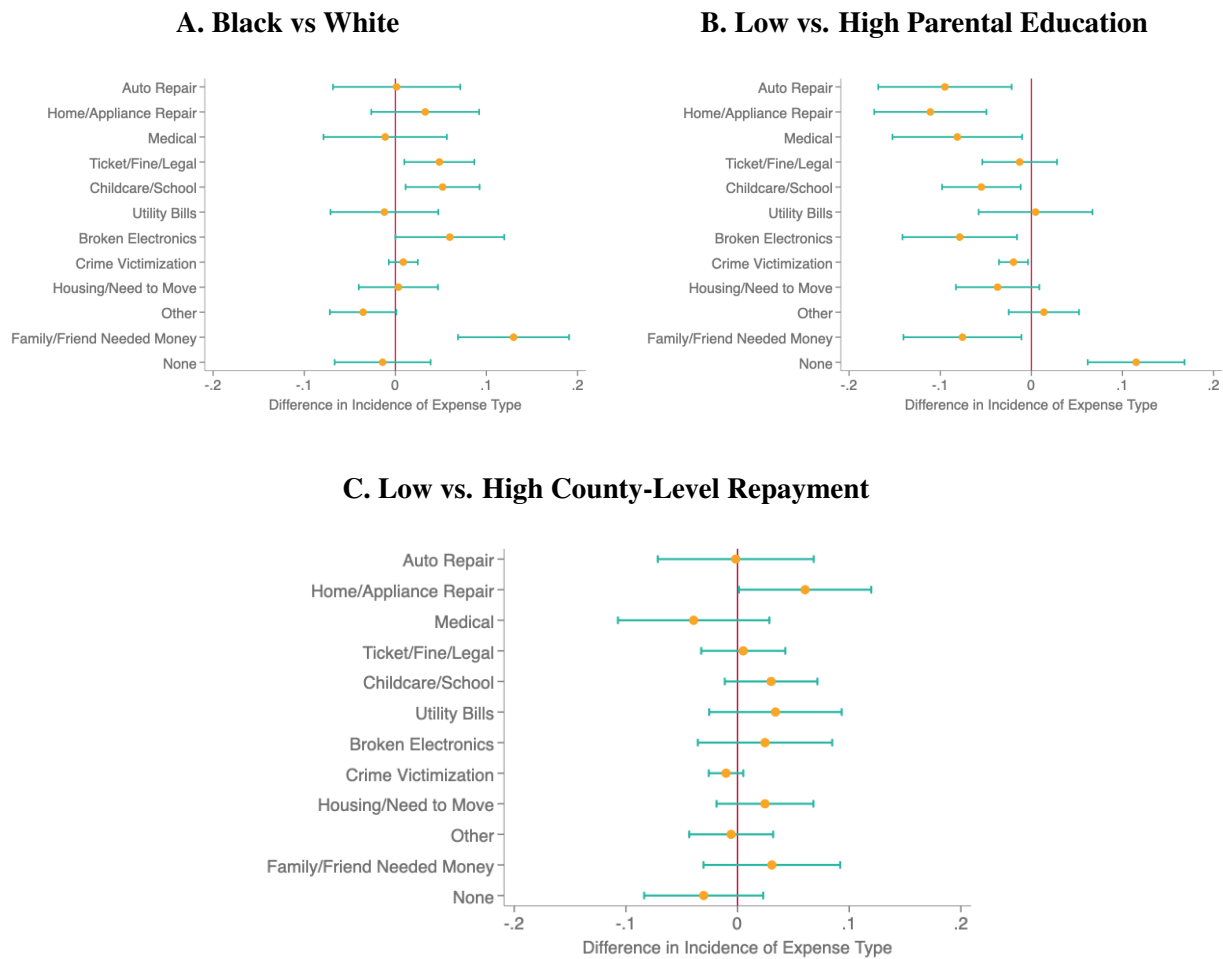 A. Black vs White
Auto Repair
Home/Appliance Repair
Medical
Ticket/Fine/Legal
Childcare/School
Utility Bills
Broken Electronics
Crime Victimization
Housing/Need to Move
Other
Family/Friend Needed Money
None
-.2 -.1 0 .1 .2
Difference in Incidence of Expense Type
B. Low vs. High Parental Education
Auto Repair
Home/Appliance Repair
Medical
Ticket/Fine/Legal
Childcare/School
Utility Bills
Broken Electronics
Crime Victimization
Housing/Need to Move
Other
Family/Friend Needed Money
None
-.2 -.1 0 .1 .2
Difference in Incidence of Expense Type
C. Low vs. High County-Level Repayment
Auto Repair
Home/Appliance Repair
Medical
Ticket/Fine/Legal
Childcare/School
Utility Bills
Broken Electronics
Crime Victimization
Housing/Need to Move
Other
Family/Friend Needed Money
None
-.2 -.1 0 .1 .2
Difference in Incidence of Expense Type